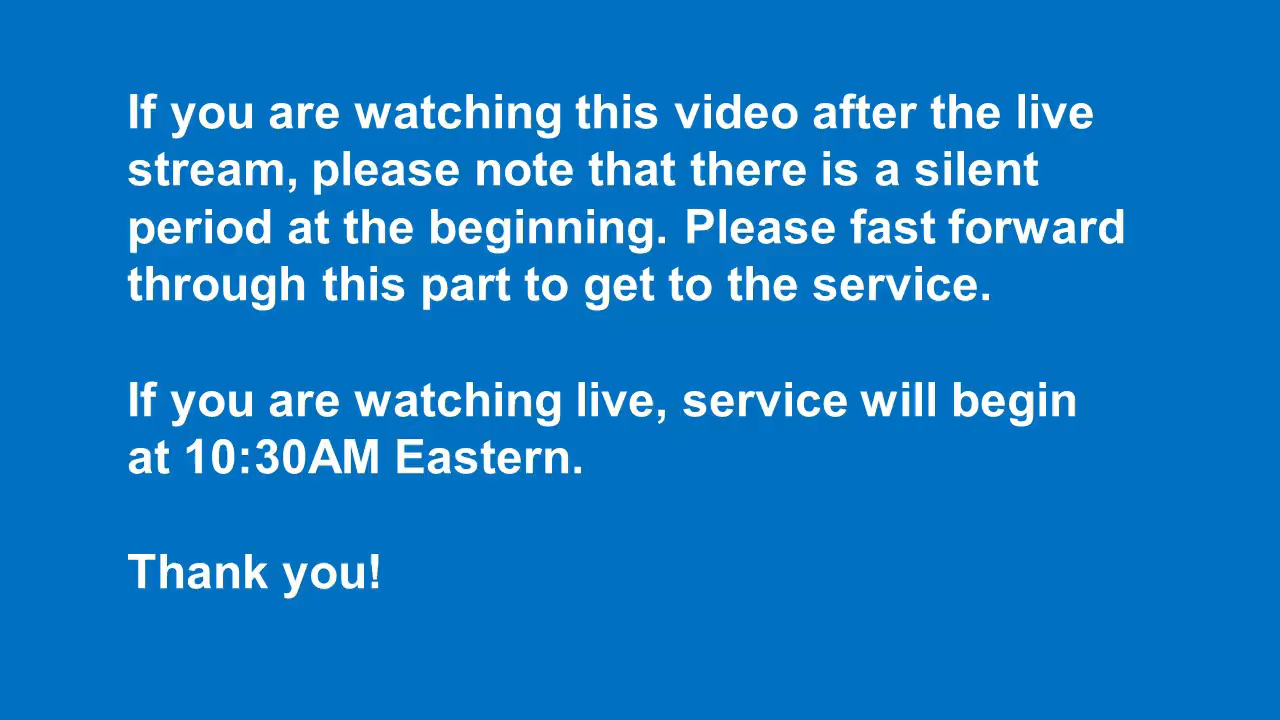 If you are watching this video after the live
stream, please note that there is a silent
period at the beginning. Please fast forward
through this part to get to the service.
If you are watching live, service will begin
at 10:30AM Eastern.
Thank you!